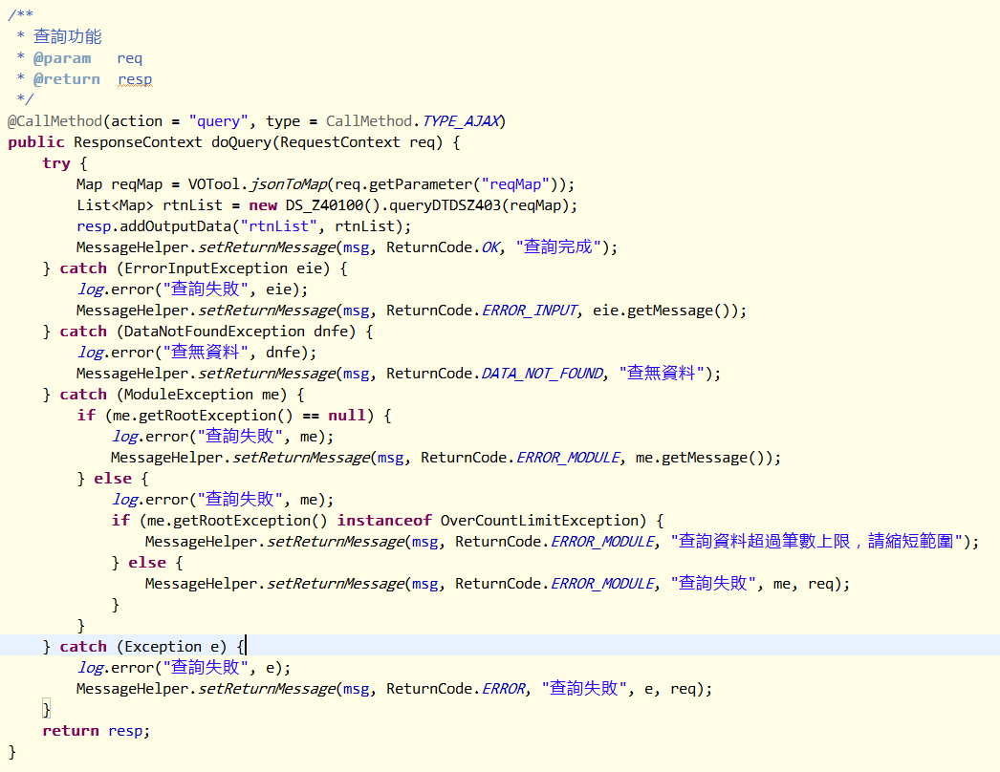 /**
 * 查詢功能
 * @param   req
 * @return  resp
 */
@CallMethod(action = "query", type = CallMethod.TYPE_AJAX)
public ResponseContext doQuery(RequestContext req) {
    try {
        Map reqMap = VOTool.jsonToMap(req.getParameter("reqMap"));
        List<Map> rtnList = new DS_Z40100().queryDTDSZ403(reqMap);
        resp.addOutputData("rtnList", rtnList);
        MessageHelper.setReturnMessage(msg, ReturnCode.OK, "查詢完成");
    } catch (ErrorInputException eie) {
        log.error("查詢失敗", eie);
        MessageHelper.setReturnMessage(msg, ReturnCode.ERROR_INPUT, eie.getMessage());
    } catch (DataNotFoundException dnfe) {
        log.error("查無資料", dnfe);
        MessageHelper.setReturnMessage(msg, ReturnCode.DATA_NOT_FOUND, "查無資料");
    } catch (ModuleException me) {
        if (me.getRootException() == null) {
            log.error("查詢失敗", me);
            MessageHelper.setReturnMessage(msg, ReturnCode.ERROR_MODULE, me.getMessage());
        } else {
            log.error("查詢失敗", me);
            if (me.getRootException() instanceof OverCountLimitException) {
                MessageHelper.setReturnMessage(msg, ReturnCode.ERROR_MODULE, "查詢資料超過筆數上限，請縮短範圍");
            } else {
                MessageHelper.setReturnMessage(msg, ReturnCode.ERROR_MODULE, "查詢失敗", me, req);
            }
        }
    } catch (Exception e) {
        log.error("查詢失敗", e);
        MessageHelper.setReturnMessage(msg, ReturnCode.ERROR, "查詢失敗", e, req);
    }
    return resp;
}